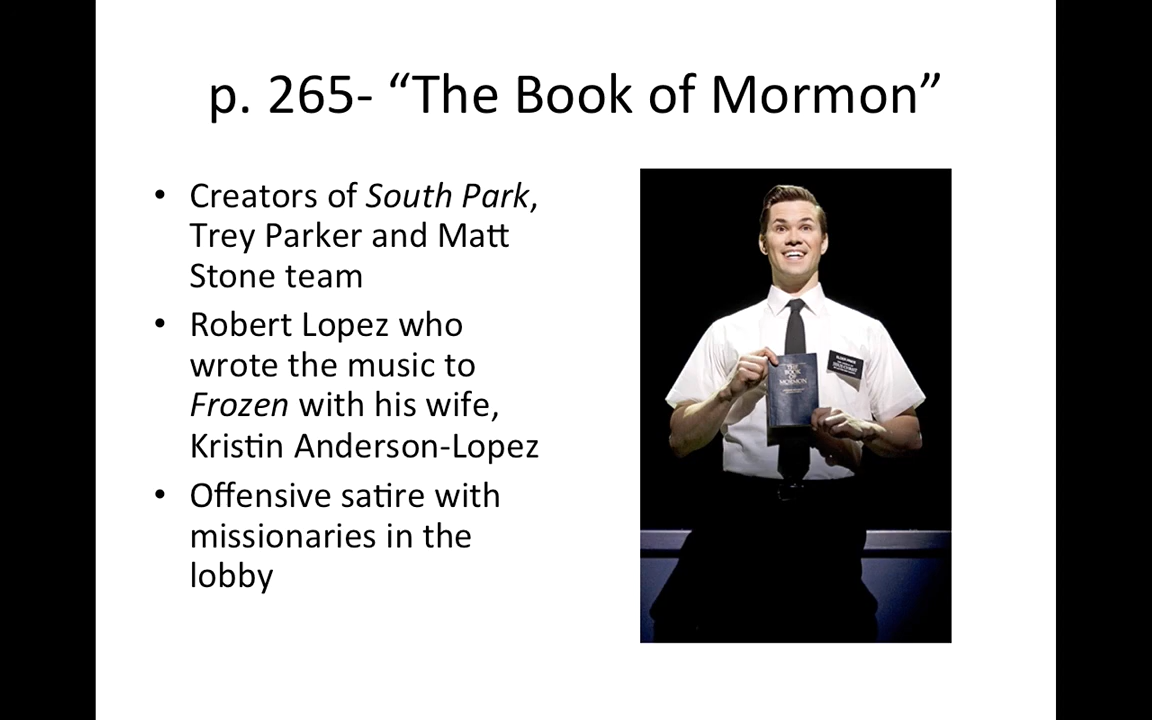 p. 265- “The Book of Mormon”
• Creators of South Park,
Trey Parker and Matt
Stone team
• Robert Lopez who
wrote the music to
Frozen with his wife,
Kristin Anderson-Lopez
• Offensive satire with
missionaries in the
lobby
THE
BOOK
OF
MORMON